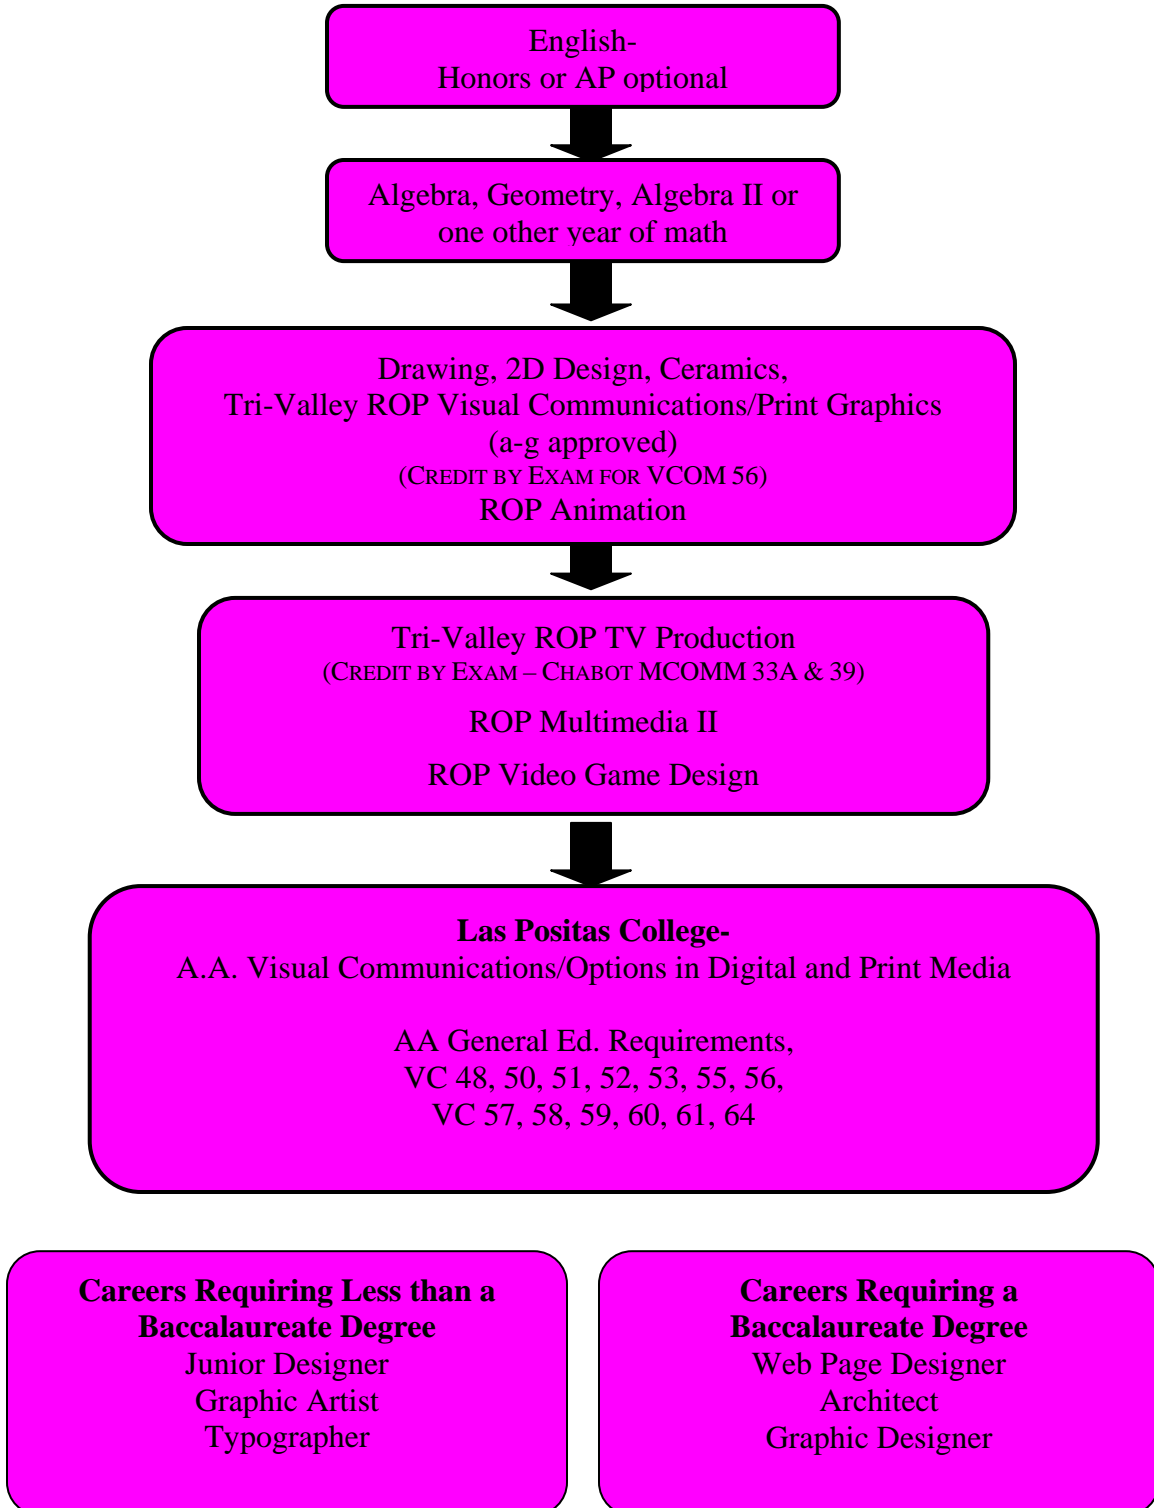 English-
Honors or AP optional
Algebra, Geometry, Algebra II or
one other year of math
Drawing, 2D Design, Ceramics,
Tri-Valley ROP Visual Communications/Print Graphics
(a-g approved)
(CREDIT BY EXAM FOR VCOM 56)
ROP Animation
Tri-Valley ROP TV Production
(CREDIT BY EXAM – CHABOT MCOMM 33A & 39)
ROP Multimedia II
ROP Video Game Design
Las Positas College-
A.A. Visual Communications/Options in Digital and Print Media
AA General Ed. Requirements,
VC 48, 50, 51, 52, 53, 55, 56,
VC 57, 58, 59, 60, 61, 64
Careers Requiring Less than a
Baccalaureate Degree
Junior Designer
Graphic Artist
Typographer
Careers Requiring a
Baccalaureate Degree
Web Page Designer
Architect
Graphic Designer